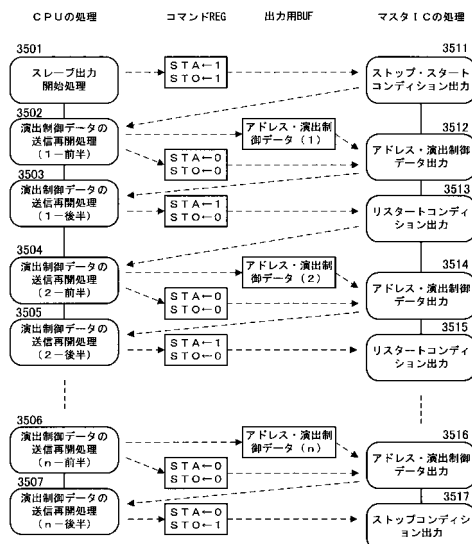 CPUの処理 コマンドREG 出力用BUF マスタICの処理
3501
スレーブ出力
開始処理
STA←1
STO←1
3511
ストップ・スタート
コンディション出力
3502
演出制御データの
送信再開処理
(1－前半)
アドレス・演出制
御データ(1)
STA←0
STO←0
3512
アドレス・演出制御
データ出力
3503
演出制御データの
送信再開処理
(1－後半)
STA←1
STO←0
3513
リスタートコンディ
ション出力
3504
演出制御データの
送信再開処理
(2－前半)
アドレス・演出制
御データ(2)
STA←0
STO←0
3514
アドレス・演出制御
データ出力
3505
演出制御データの
送信再開処理
(2－後半)
STA←1
STO←0
3515
リスタートコンディ
ション出力
3506
演出制御データの
送信再開処理
(n－前半)
アドレス・演出制
御データ(n)
STA←0
STO←0
3516
アドレス・演出制御
データ出力
3507
演出制御データの
送信再開処理
(n－後半)
STA←0
STO←1
3517
ストップコンディシ
ョン出力